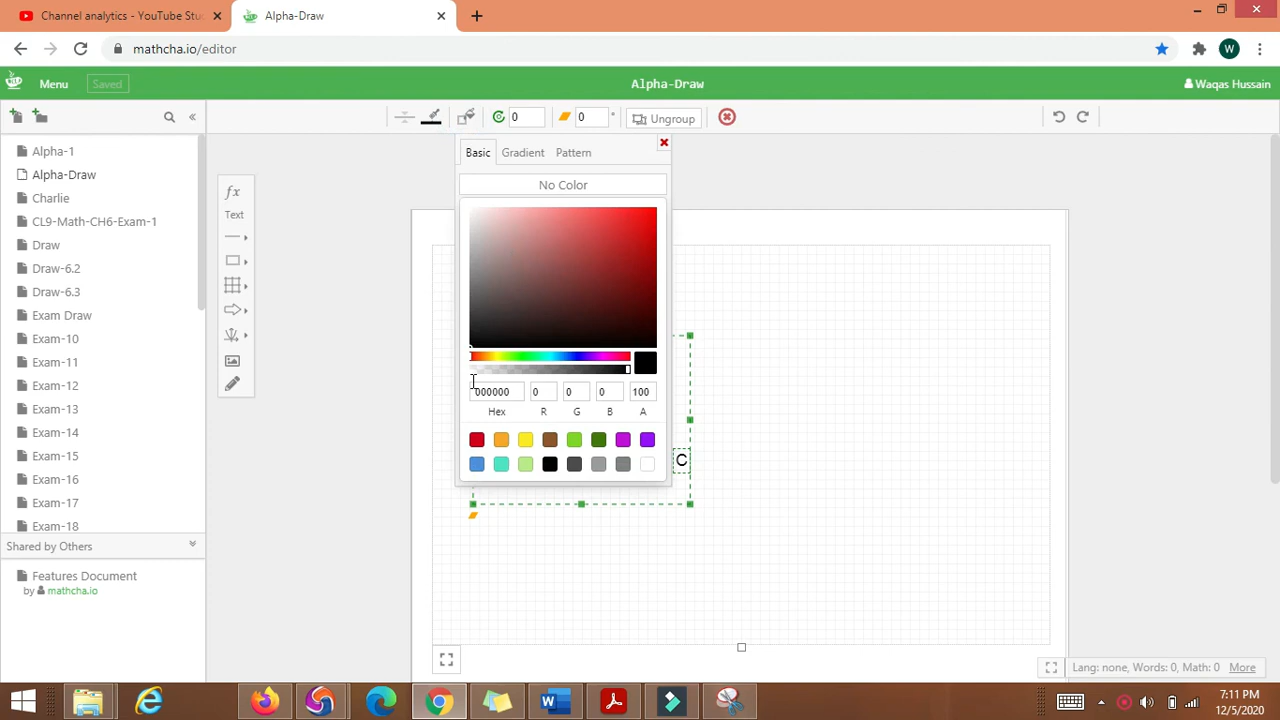 Channel analytics - YouTube Stu
Alpha-Draw
mathcha.io/editor
W
Menu
Saved
Alpha-Draw
Waqas Hussain
0
0
°
Ungroup
Alpha-1
Alpha-Draw
Charlie
CL9-Math-CH6-Exam-1
Draw
Draw-6.2
Draw-6.3
Exam Draw
Exam-10
Exam-11
Exam-12
Exam-13
Exam-14
Exam-15
Exam-16
Exam-17
Exam-18
Shared by Others
Features Document
by mathcha.io
fx
Text
Basic Gradient Pattern
No Color
000000 0 0 0 100
Hex R G B A
C
Lang: none, Words: 0, Math: 0 More
7:11 PM
12/5/2020